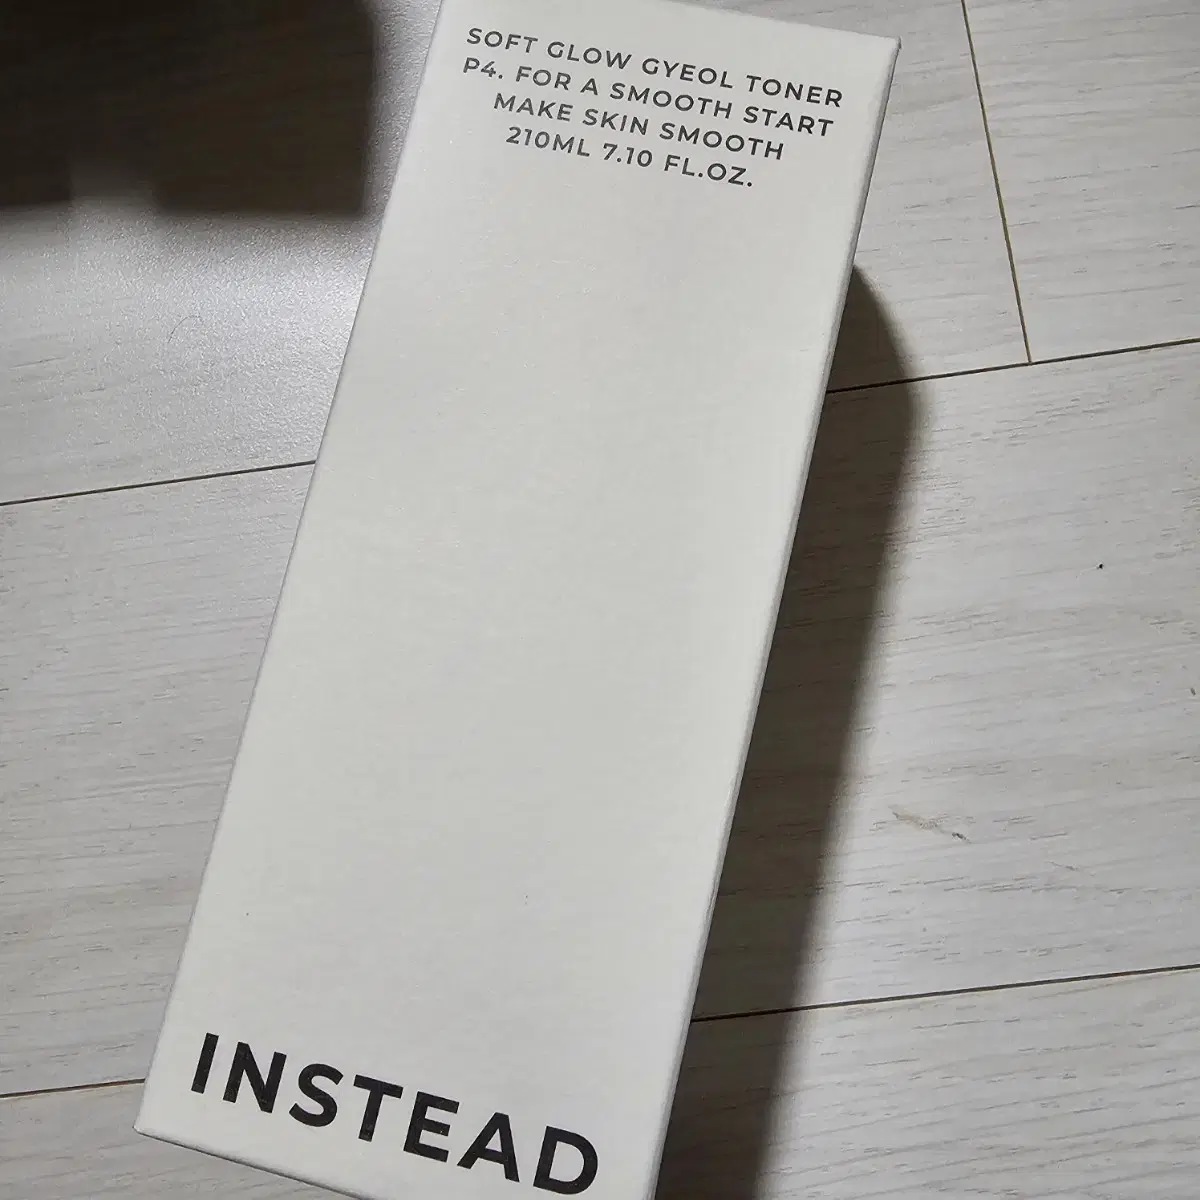 SOFT GLOW GYEOL TONER
P4. FOR A SMOOTH START
MAKE SKIN SMOOTH
210ML 7.10 FL.OZ.
INSTEAD